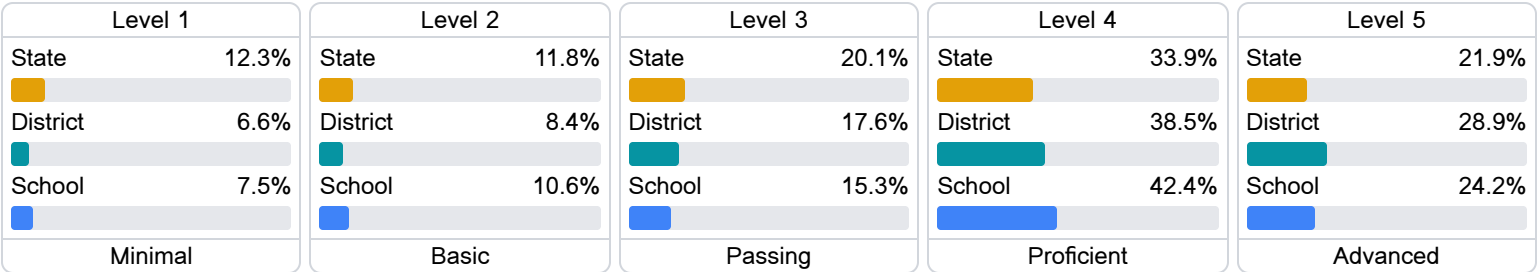 Level 1
State 12.3%
District 6.6%
School 7.5%
Minimal
Level 2
State 11.8%
District 8.4%
School 10.6%
Basic
Level 3
State 20.1%
District 17.6%
School 15.3%
Passing
Level 4
State 33.9%
District 38.5%
School 42.4%
Proficient
Level 5
State 21.9%
District 28.9%
School 24.2%
Advanced